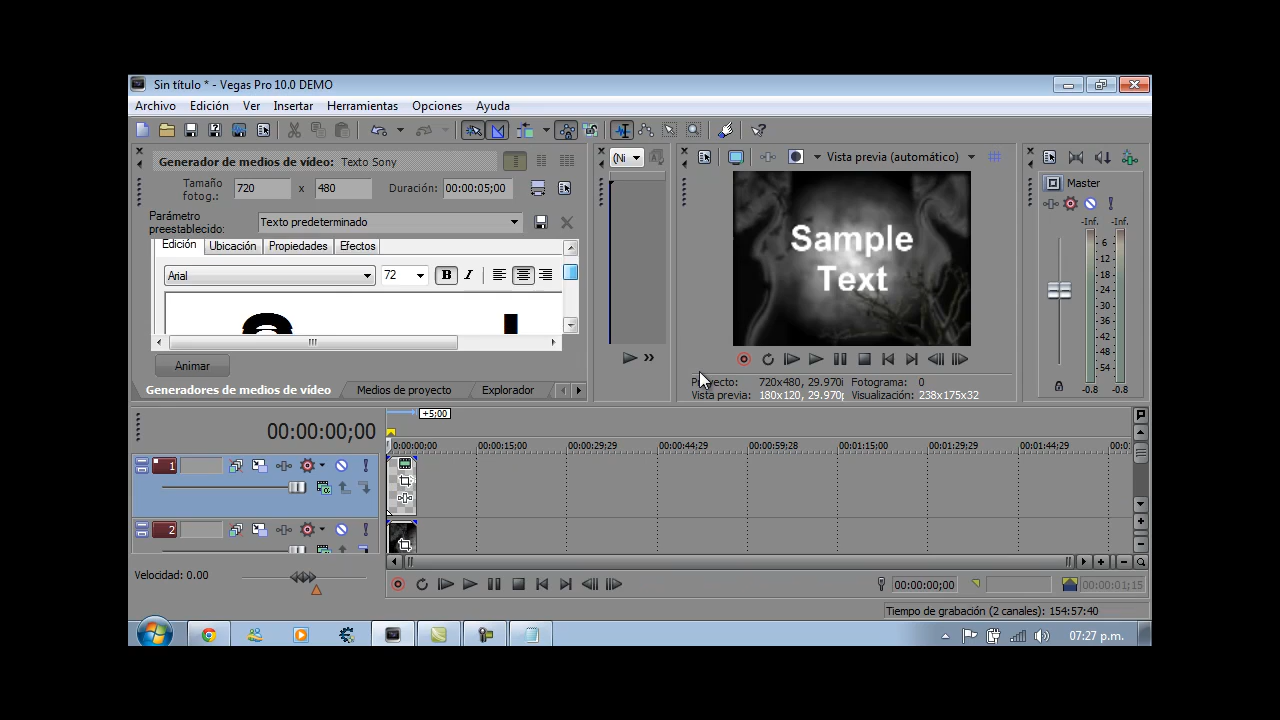 Sin título * - Vegas Pro 10.0 DEMO
Archivo Edición Ver Insertar Herramientas Opciones Ayuda
Generador de medios de vídeo: Texto Sony
Tamaño fotog.: 720 x 480 Duración: 00:00:05;00
Parámetro preestablecido: Texto predeterminado
Edición Ubicación Propiedades Efectos
Arial 72 B I
Animar
Generadores de medios de vídeo Medios de proyecto Explorador
(Ni
Vista previa (automático)
Sample
Text
Proyecto: 720x480, 29.970i Fotograma: 0
Vista previa: 180x120, 29.970p Visualización: 238x175x32
Master
-Inf. -Inf.
6
12
18
24
30
36
42
48
54
-0.8 -0.8
00:00:00;00
+5;00
0:00:00;00 00:00:15;00 00:00:29;29 00:00:44;29 00:00:59;28 00:01:15;00 00:01:29;29 00:01:44;29 00:0
1
2
Velocidad: 0.00
00:00:00;00 00:00:01;15
Tiempo de grabación (2 canales): 154:57:40
07:27 p.m.